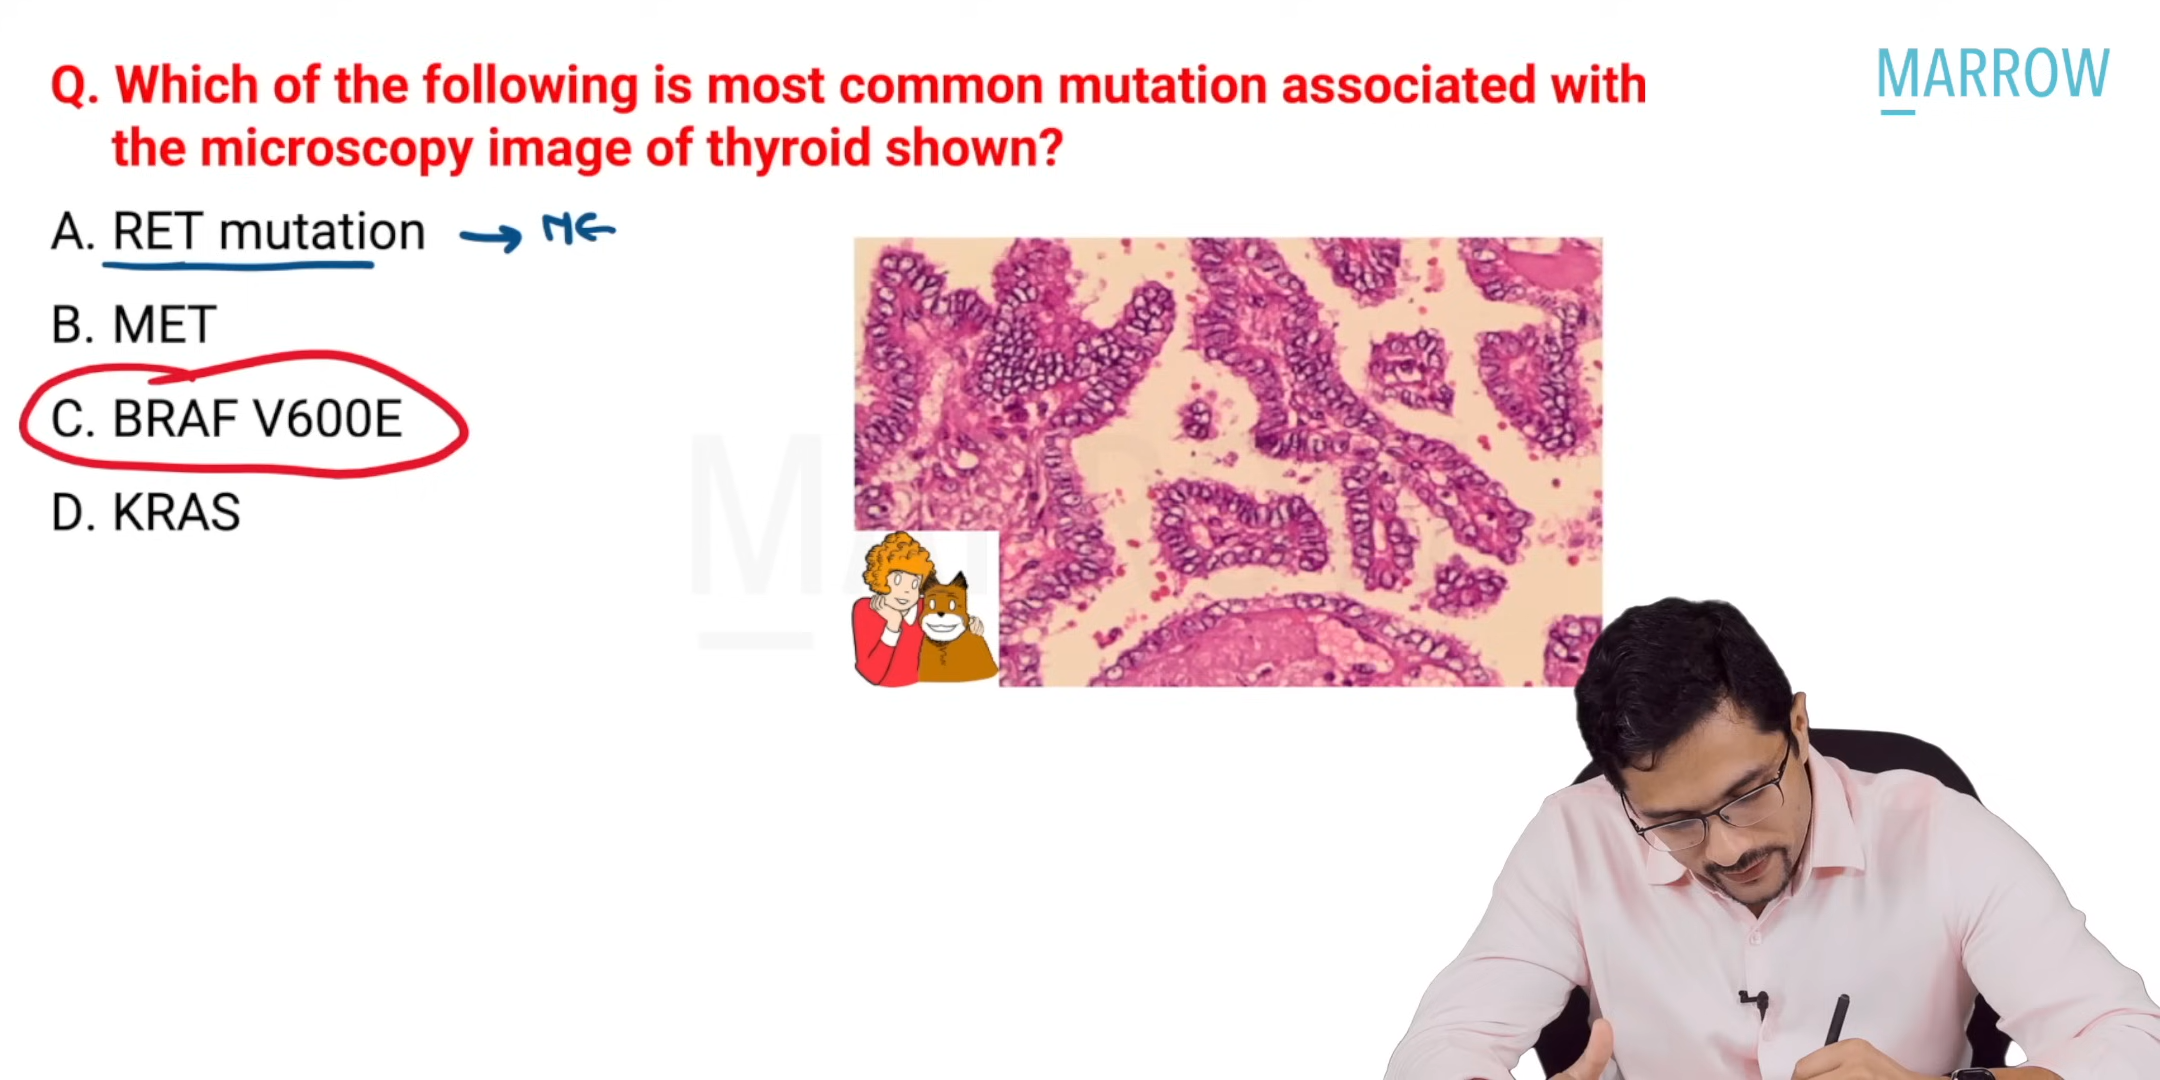 Q. Which of the following is most common mutation associated with
the microscopy image of thyroid shown?
MARROW
A. RET mutation →
B. MET
C. BRAF V600E
D. KRAS